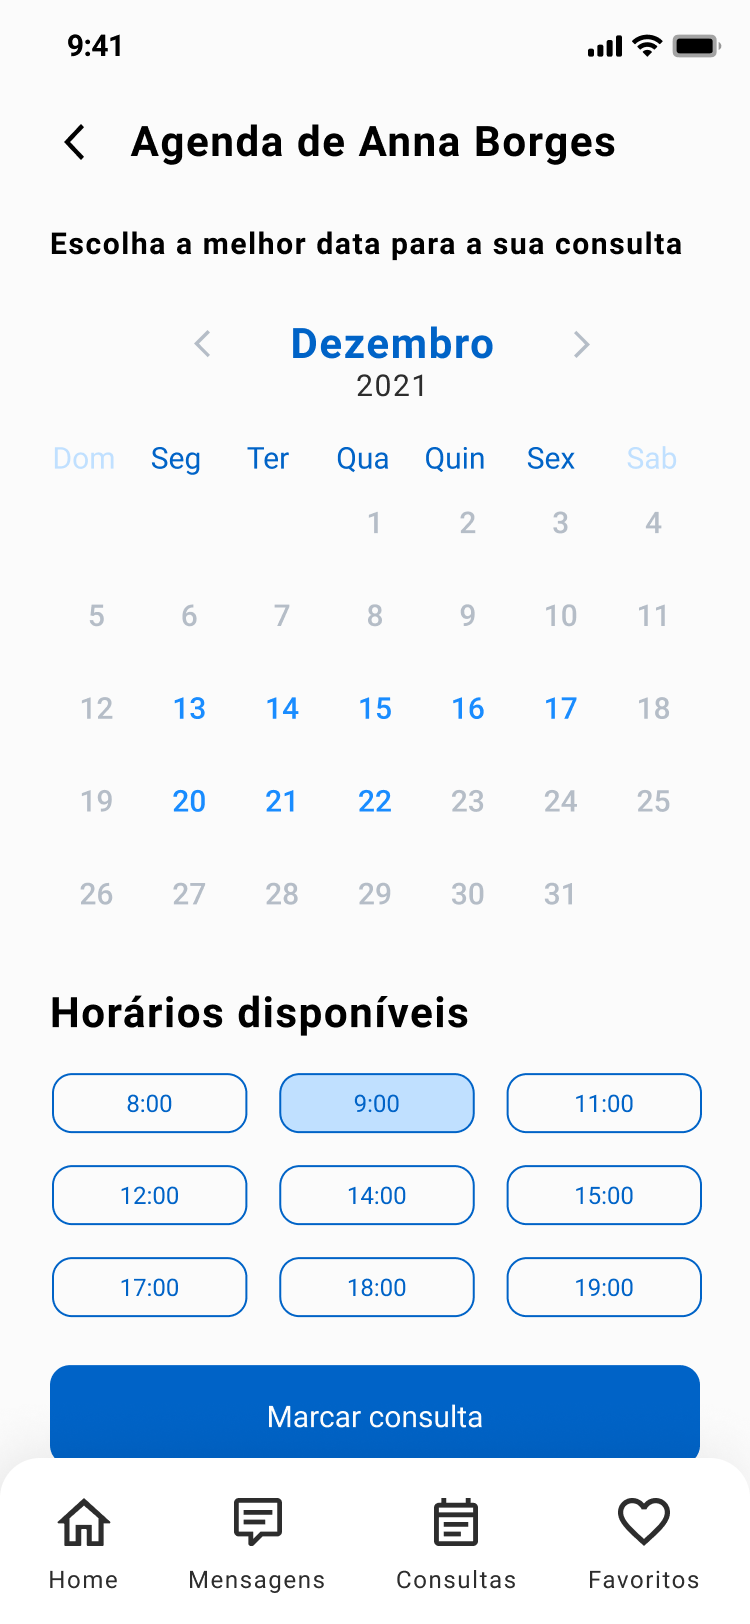 9:41
Agenda de Anna Borges
Escolha a melhor data para a sua consulta
Dezembro
2021
Dom Seg Ter Qua Quin Sex Sab
1 2 3 4
5 6 7 8 9 10 11
12 13 14 15 16 17 18
19 20 21 22 23 24 25
26 27 28 29 30 31
Horários disponíveis
8:00 9:00 11:00
12:00 14:00 15:00
17:00 18:00 19:00
Marcar consulta
Home Mensagens Consultas Favoritos